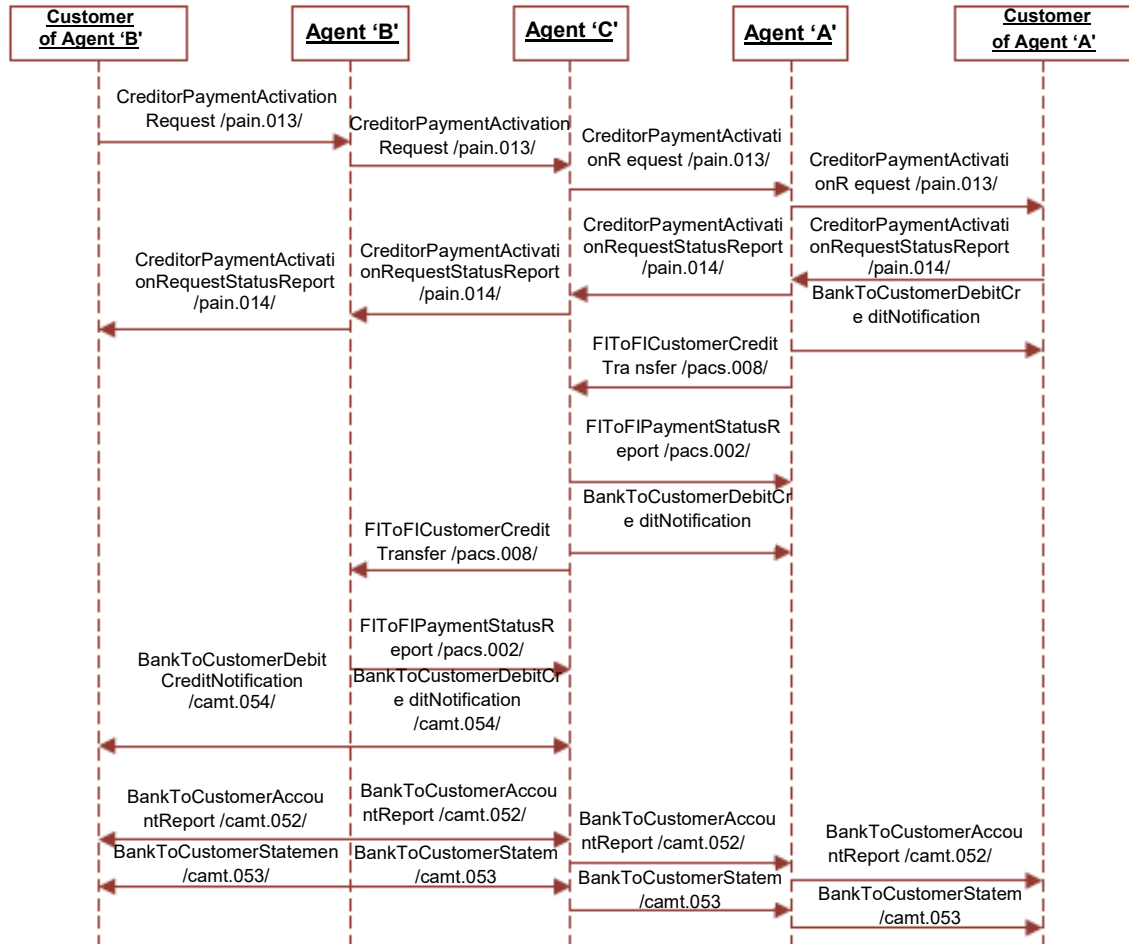 Customer
of Agent ‘B'
Agent ‘B'
Agent ‘C'
Agent ‘A'
Customer
of Agent ‘A'
CreditorPaymentActivation
Request /pain.013/
CreditorPaymentActivation
Request /pain.013/
CreditorPaymentActivati
onR equest /pain.013/
CreditorPaymentActivati
onR equest /pain.013/
CreditorPaymentActivati
onRequestStatusReport
/pain.014/
CreditorPaymentActivati
onRequestStatusReport
/pain.014/
CreditorPaymentActivati
onRequestStatusReport
/pain.014/
CreditorPaymentActivati
onRequestStatusReport
/pain.014/
BankToCustomerDebitCr
e ditNotification
FIToFICustomerCredit
Tra nsfer /pacs.008/
FIToFIPaymentStatusR
eport /pacs.002/
BankToCustomerDebitCr
e ditNotification
FIToFICustomerCredit
Transfer /pacs.008/
FIToFIPaymentStatusR
eport /pacs.002/
BankToCustomerDebit
CreditNotification
/camt.054/
BankToCustomerDebitCr
e ditNotification
/camt.054/
BankToCustomerAccou
ntReport /camt.052/
BankToCustomerAccou
ntReport /camt.052/
BankToCustomerAccou
ntReport /camt.052/
BankToCustomerAccou
ntReport /camt.052/
BankToCustomerStatemen
/camt.053/
BankToCustomerStatem
/camt.053
BankToCustomerStatem
/camt.053
BankToCustomerStatem
/camt.053